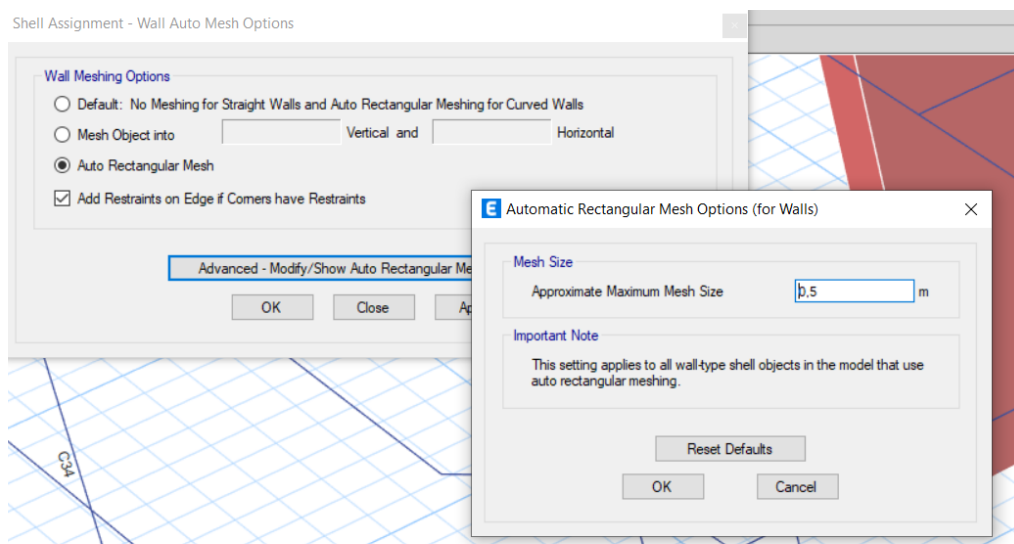 Shell Assignment - Wall Auto Mesh Options
Wall Meshing Options
Default: No Meshing for Straight Walls and Auto Rectangular Meshing for Curved Walls
Mesh Object into Vertical and Horizontal
Auto Rectangular Mesh
Add Restraints on Edge if Corners have Restraints
Advanced - Modify/Show Auto Rectangular Me
OK Close Ap
E Automatic Rectangular Mesh Options (for Walls)
Mesh Size
Approximate Maximum Mesh Size 0,5 m
Important Note
This setting applies to all wall-type shell objects in the model that use
auto rectangular meshing.
Reset Defaults
OK Cancel
C34